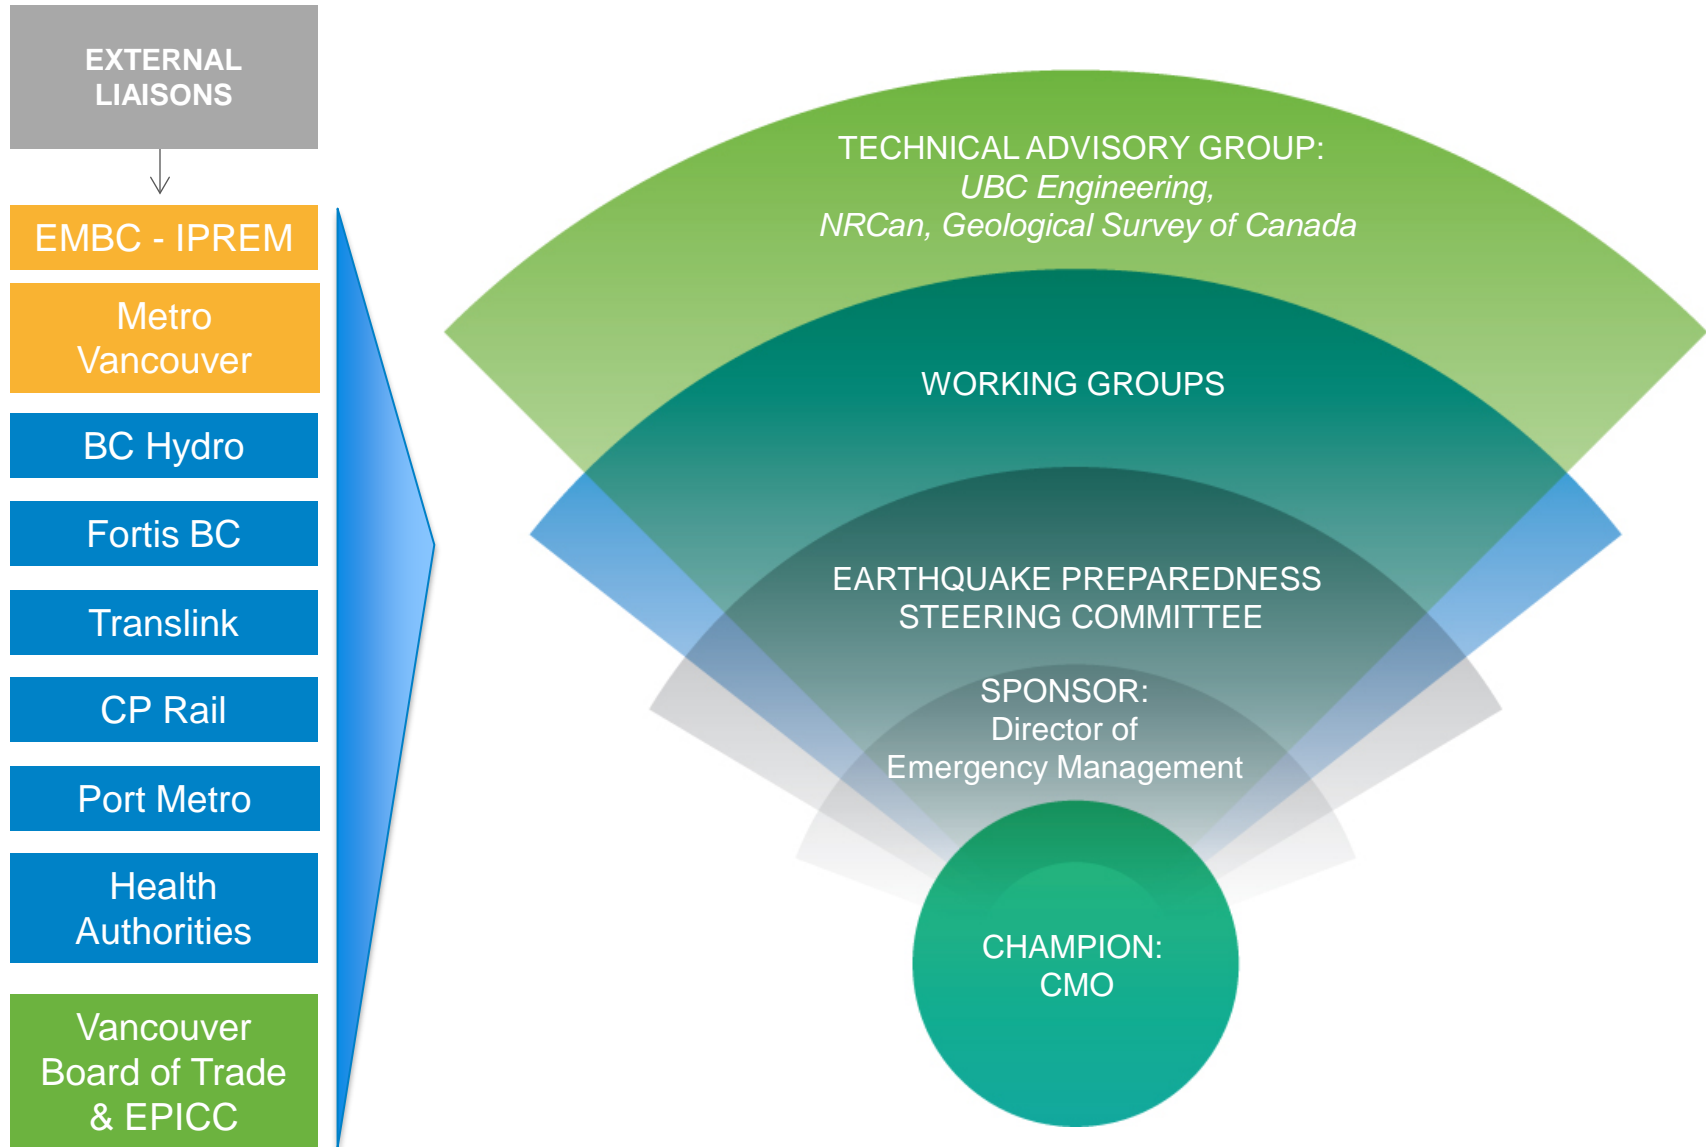 EXTERNAL
LIAISONS
EMBC - IPREM
Metro
Vancouver
BC Hydro
Fortis BC
Translink
CP Rail
Port Metro
Health
Authorities
Vancouver
Board of Trade
& EPICC
TECHNICAL ADVISORY GROUP:
UBC Engineering,
NRCan, Geological Survey of Canada
WORKING GROUPS
EARTHQUAKE PREPAREDNESS
STEERING COMMITTEE
SPONSOR:
Director of
Emergency Management
CHAMPION:
CMO